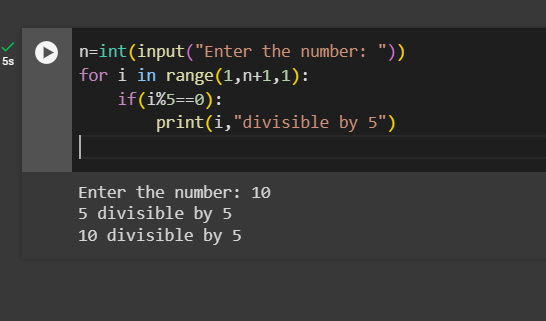 5s
n=int(input("Enter the number: "))
for i in range(1,n+1,1):
    if(i%5==0):
        print(i,"divisible by 5")
Enter the number: 10
5 divisible by 5
10 divisible by 5